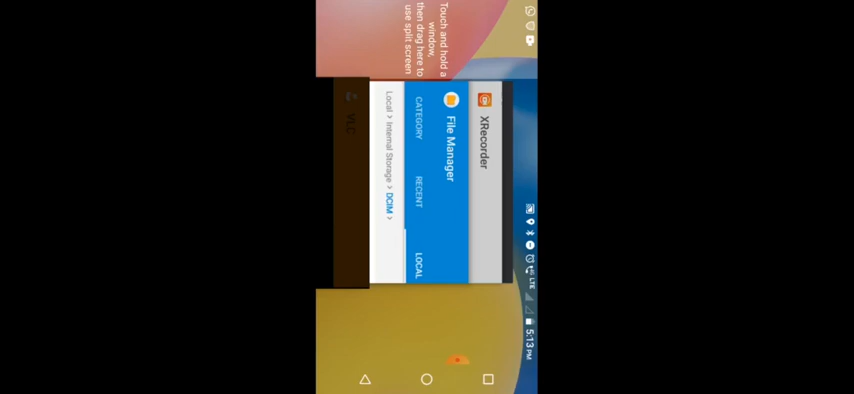 5:13 PM
LTE
Touch and hold a
window,
then drag here to
use split screen
XRecorder
File Manager
CATEGORY RECENT LOCAL
Local > Internal Storage > DCIM >
VLC